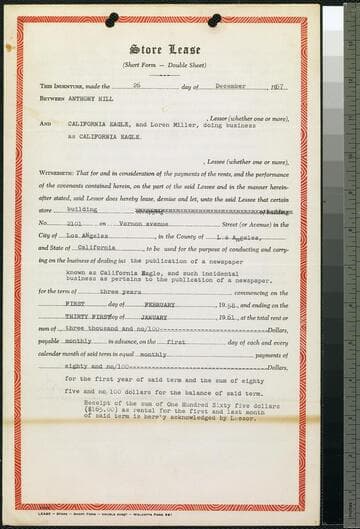 Store Lease
(Short Form — Double Sheet)
THIS INDENTURE, made the 26 day of December, 1957
BETWEEN ANTHONY HILL
, Lessor (whether one or more),
AND CALIFORNIA EAGLE, and Loren Miller, doing business
as CALIFORNIA EAGLE.
, Lessee (whether one or more),
WITNESSETH: That for and in consideration of the payments of the rents, and the performance
of the covenants contained herein, on the part of the said Lessee and in the manner herein-
after stated, said Lessor does hereby lease, demise and let, unto the said Lessee that certain
store building
No. 2101 on Vernon avenue Street (or Avenue) in the
City of Los Angeles, in the County of Los Angeles,
and State of California, to be used for the purpose of conducting and carry-
ing on the business of dealing in: the publication of a newspaper
known as California Eagle, and such incidental
business as pertains to the publication of a newspaper.
for the term of three years commencing on the
FIRST day of FEBRUARY 1958, and ending on the
THIRTY FIRST day of JANUARY 1961, at the total rent or
sum of three thousand and no/100 Dollars,
payable monthly in advance, on the first day of each and every
calendar month of said term in equal monthly payments of
eighty and no/100 Dollars,
for the first year of said term and the sum of eighty
five and no/100 dollars for the balance of said term.
Receipt of the sum of One Hundred Sixty five dollars
($165.00) as rental for the first and last month
of said term is here'y acknowledged by Lessor.
LEASE — STORE — SHORT FORM — DOUBLE SHEET — WOLCOTTS FORM 931